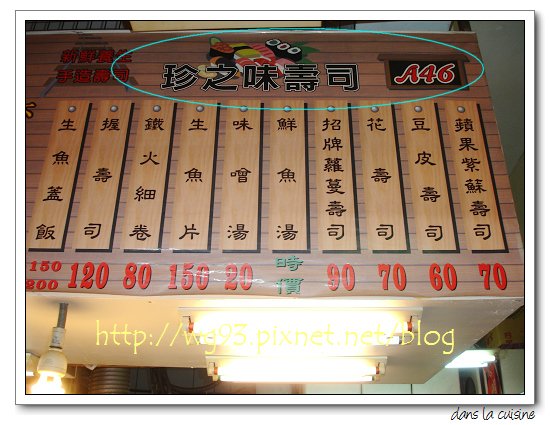 新鮮養生
手造壽司
珍之味壽司
A46
蘋果紫蘇壽司
70
豆皮壽司
60
花壽司
70
招牌蘿蔓壽司
90
鮮魚湯
時價
味噌湯
20
生魚片
150
鐵火細卷
80
握壽司
120
生魚蓋飯
150
200
http://wg93.pixnet.net/blog
dans la cuisine